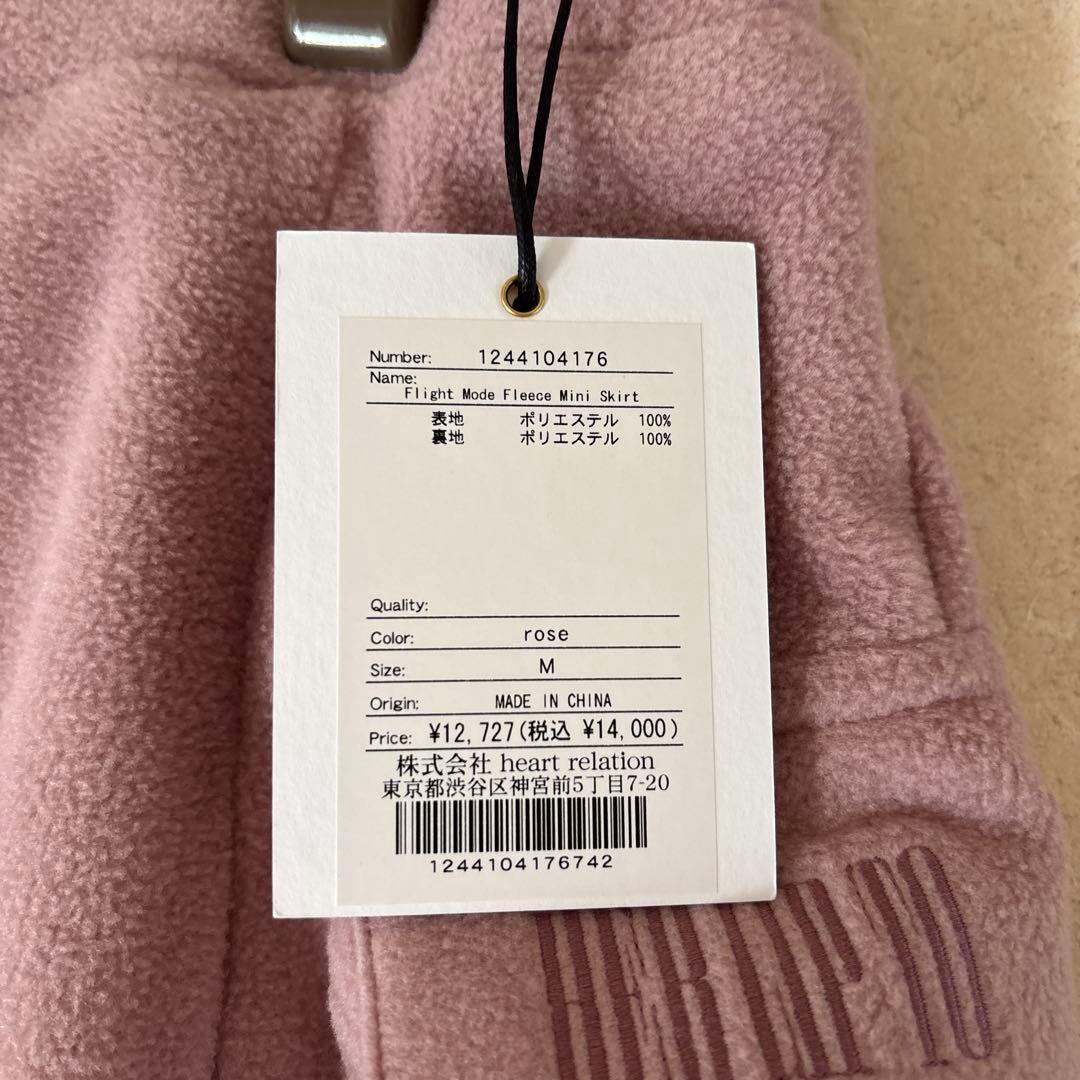 Number: 1244104176
Name:
Flight Mode Fleece Mini Skirt
表地 ポリエステル 100%
裏地 ポリエステル 100%
Quality:
Color: rose
Size: M
Origin: MADE IN CHINA
Price: ¥12,727(税込 ¥14,000)
株式会社 heart relation
東京都渋谷区神宮前5丁目7-20
1244104176742